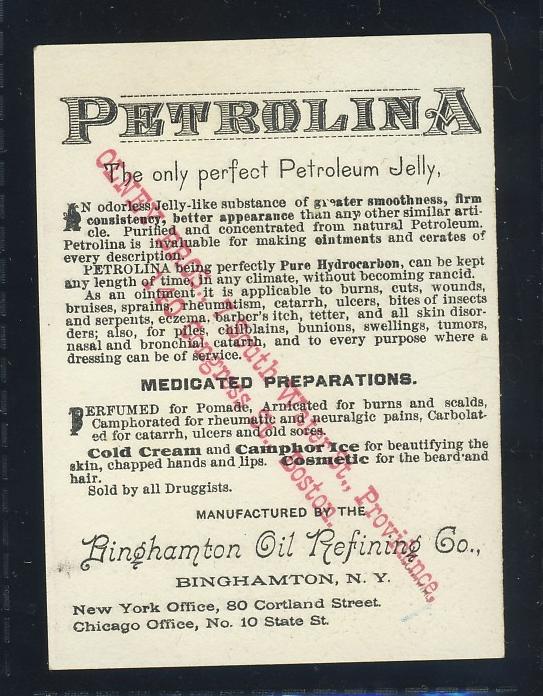 PETROLINA
The only perfect Petroleum Jelly,
AN odorless Jelly-like substance of greater smoothness, firm
consistency, better appearance than any other similar arti-
cle. Purified and concentrated from natural Petroleum.
Petrolina is invaluable for making ointments and cerates of
every description.
PETROLINA being perfectly Pure Hydrocarbon, can be kept
any length of time, in any climate, without becoming rancid.
As an ointment it is applicable to burns, cuts, wounds,
bruises, sprains, rheumatism, catarrh, ulcers, bites of insects
and serpents, eczema, barber's itch, tetter, and all skin disor-
ders; also, for piles, chilblains, bunions, swellings, tumors,
nasal and bronchial catarrh, and to every purpose where a
dressing can be of service.
MEDICATED PREPARATIONS.
PERFUMED for Pomade, Arnicated for burns and scalds,
Camphorated for rheumatic and neuralgic pains, Carbolat-
ed for catarrh, ulcers and old sores.
Cold Cream and Camphor Ice for beautifying the
skin, chapped hands and lips. Cosmetic for the beard and
hair.
Sold by all Druggists.
MANUFACTURED BY THE
Binghamton Oil Refining Co.,
BINGHAMTON, N. Y.
New York Office, 80 Cortland Street.
Chicago Office, No. 10 State St.
OLNEY BROS., South Water St., Providence,
Congress St. Boston.